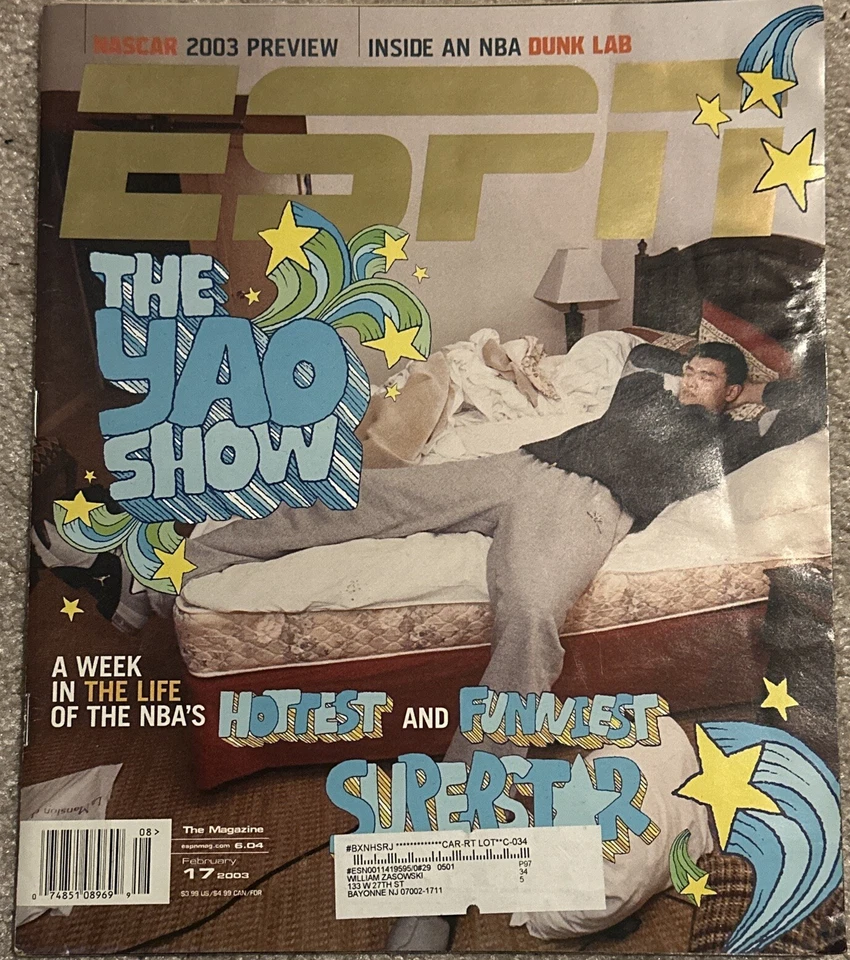 NASCAR 2003 PREVIEW
INSIDE AN NBA DUNK LAB
ESPN
THE
YAO
SHOW
A WEEK
IN THE LIFE
OF THE NBA'S HOTTEST AND FUNNIEST
SUPERSTAR
08>
0 74851 08969 9
The Magazine
espnmag.com 6.04
February
17 2003
$3.99 US/$4.99 CAN/FOR
#BXNHSRJ *************CAR-RT LOT**C-034
#ESN0011419595/0#29 0501 P97
WILLIAM ZASOWSKI 34
133 W 27TH ST 5
BAYONNE NJ 07002-1711